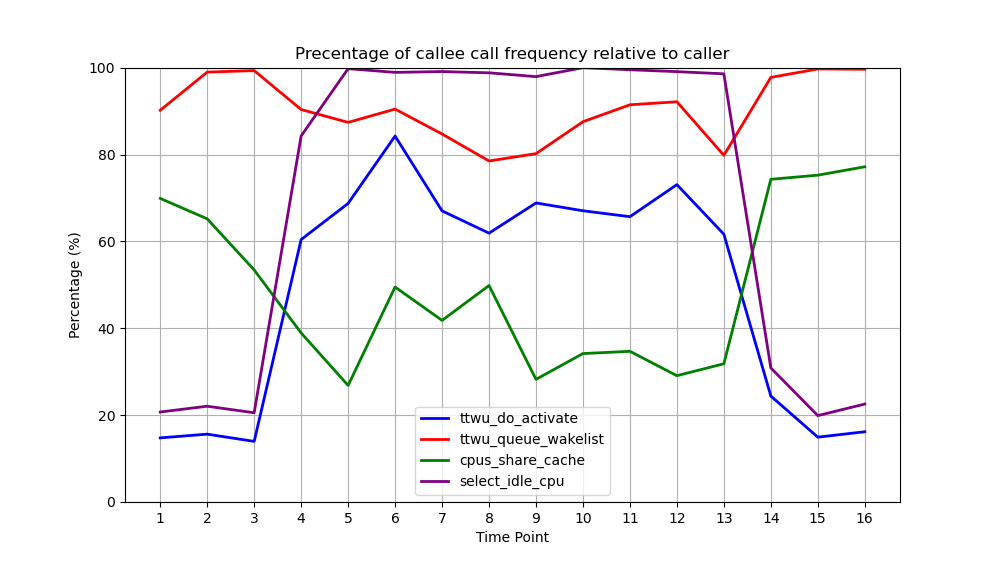 Precentage of callee call frequency relative to caller
100
80
60
40
20
0
Percentage (%)
ttwu_do_activate
ttwu_queue_wakelist
cpus_share_cache
select_idle_cpu
1 2 3 4 5 6 7 8 9 10 11 12 13 14 15 16
Time Point